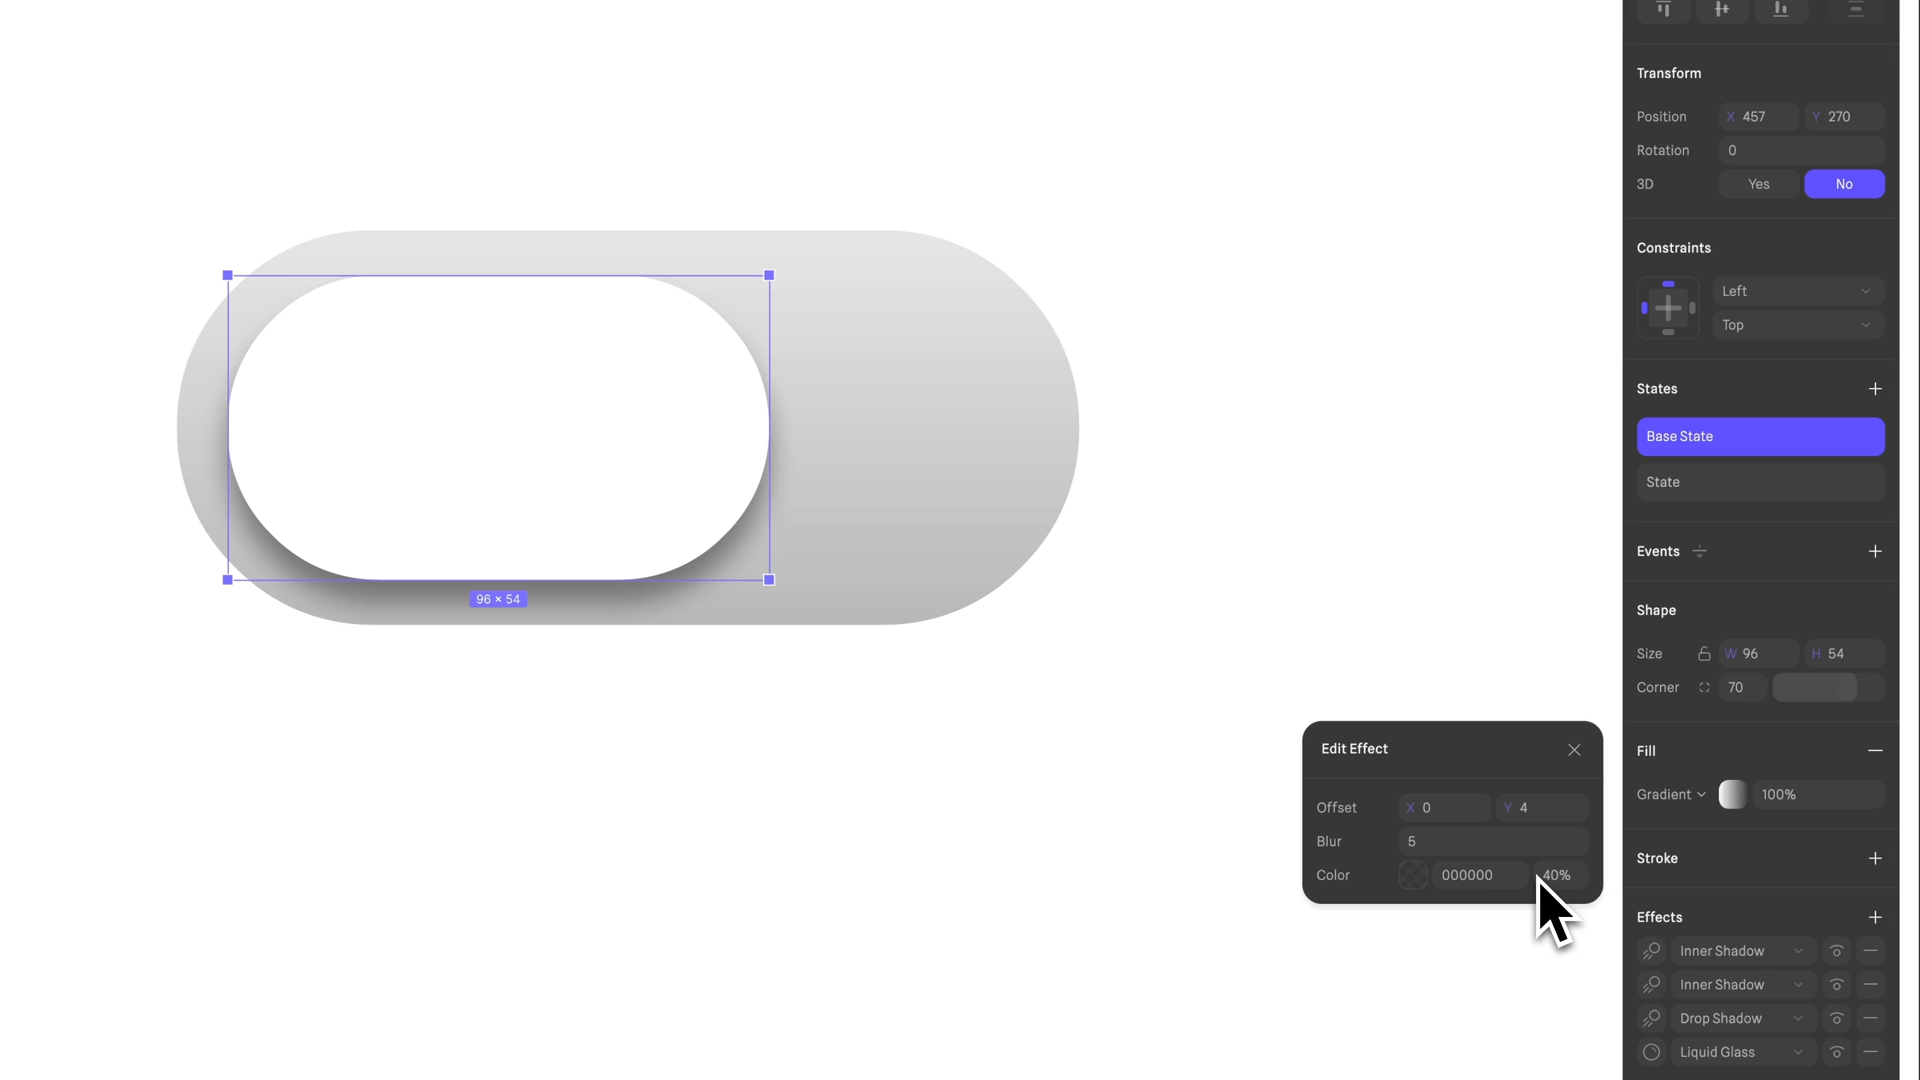 Transform
Position X 457 Y 270
Rotation 0
3D Yes No
Constraints
Left
Top
States
Base State
State
Events
Shape
Size W 96 H 54
Corner 70
Fill
Gradient 100%
Stroke
Effects
Inner Shadow
Inner Shadow
Drop Shadow
Liquid Glass
96 × 54
Edit Effect
Offset X 0 Y 4
Blur 5
Color 000000 40%